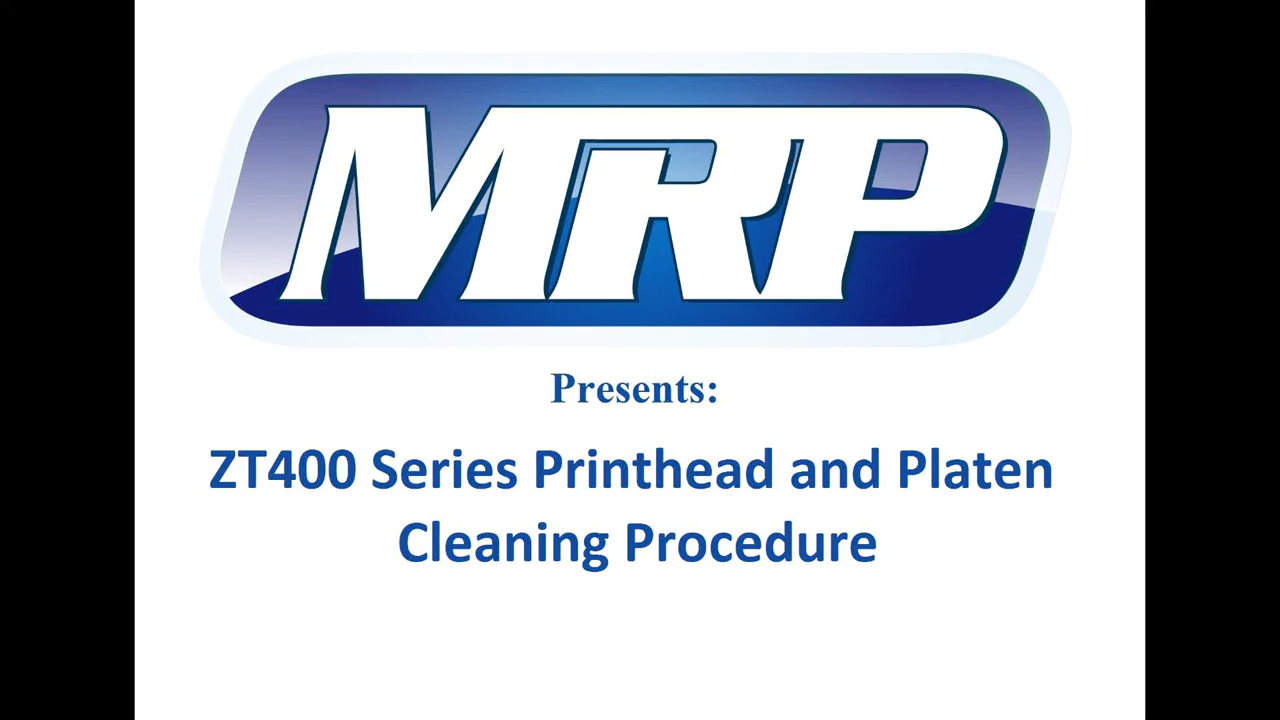 MRP
Presents:
ZT400 Series Printhead and Platen
Cleaning Procedure